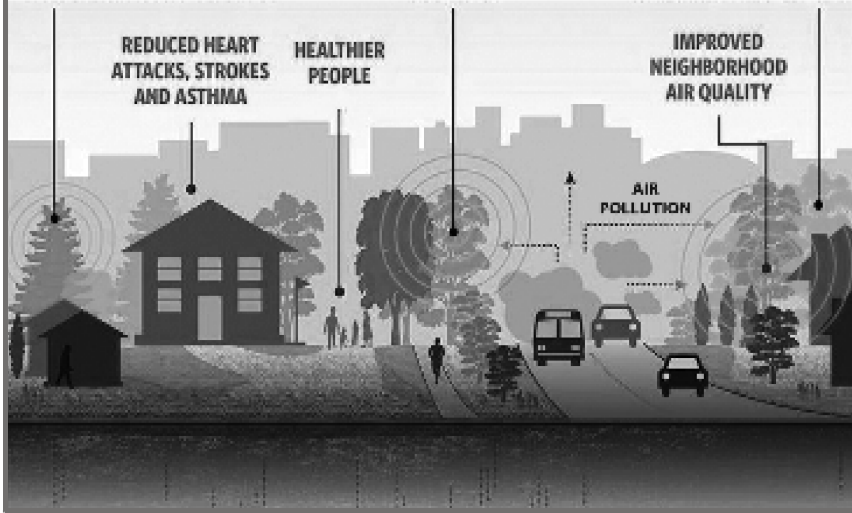 REDUCED HEART
ATTACKS, STROKES
AND ASTHMA
HEALTHIER
PEOPLE
IMPROVED
NEIGHBORHOOD
AIR QUALITY
AIR
POLLUTION